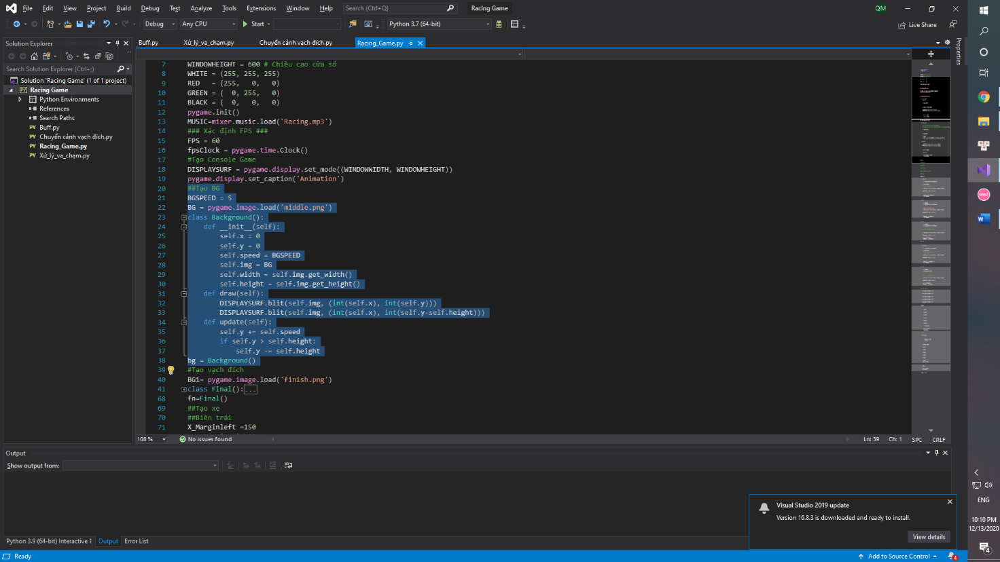 File Edit View Project Build Debug Test Analyze Tools Extensions Window Help Search (Ctrl+Q) Racing Game QM
Debug Any CPU Start Python 3.7 (64-bit) Live Share
Solution Explorer
Search Solution Explorer (Ctrl+;)
Solution 'Racing Game' (1 of 1 project)
PY Racing Game
Python Environments
References
Search Paths
PY Buff.py
PY Chuyển cảnh vạch đích.py
PY Racing_Game.py
PY Xử_lý_va_chạm.py
Buff.py Xử_lý_va_chạm.py Chuyển cảnh vạch đích.py Racing_Game.py
Properties
7 WINDOWHEIGHT = 600 # Chiều cao cửa sổ
8 WHITE = (255, 255, 255)
9 RED   = (255,   0,   0)
10 GREEN = (  0, 255,   0)
11 BLACK = (  0,   0,   0)
12 pygame.init()
13 MUSIC=mixer.music.load('Racing.mp3')
14 ### Xác định FPS ###
15 FPS = 60
16 fpsClock = pygame.time.Clock()
17 #Tạo Console Game
18 DISPLAYSURF = pygame.display.set_mode((WINDOWWIDTH, WINDOWHEIGHT))
19 pygame.display.set_caption('Animation')
20 ##Tạo BG
21 BGSPEED = 5
22 BG = pygame.image.load('middle.png')
23 class Background():
24     def __init__(self):
25         self.x = 0
26         self.y = 0
27         self.speed = BGSPEED
28         self.img = BG
29         self.width = self.img.get_width()
30         self.height = self.img.get_height()
31     def draw(self):
32         DISPLAYSURF.blit(self.img, (int(self.x), int(self.y)))
33         DISPLAYSURF.blit(self.img, (int(self.x), int(self.y-self.height)))
34     def update(self):
35         self.y += self.speed
36         if self.y > self.height:
37             self.y -= self.height
38 bg = Background()
39 #Tạo vạch đích
40 BG1= pygame.image.load('finish.png')
41 class Final():...
68 fn=Final()
69 ##Tạo xe
70 ##Biên trái
71 X_Marginleft =150
108 % No issues found Ln: 39 Ch: 1 SPC CRLF
Output
Show output from:
Visual Studio 2019 update
Version 16.8.3 is downloaded and ready to install.
View details
Python 3.9 (64-bit) Interactive 1 Output Error List
Ready Add to Source Control 4
osu!
ENG
10:10 PM
12/13/2020
4